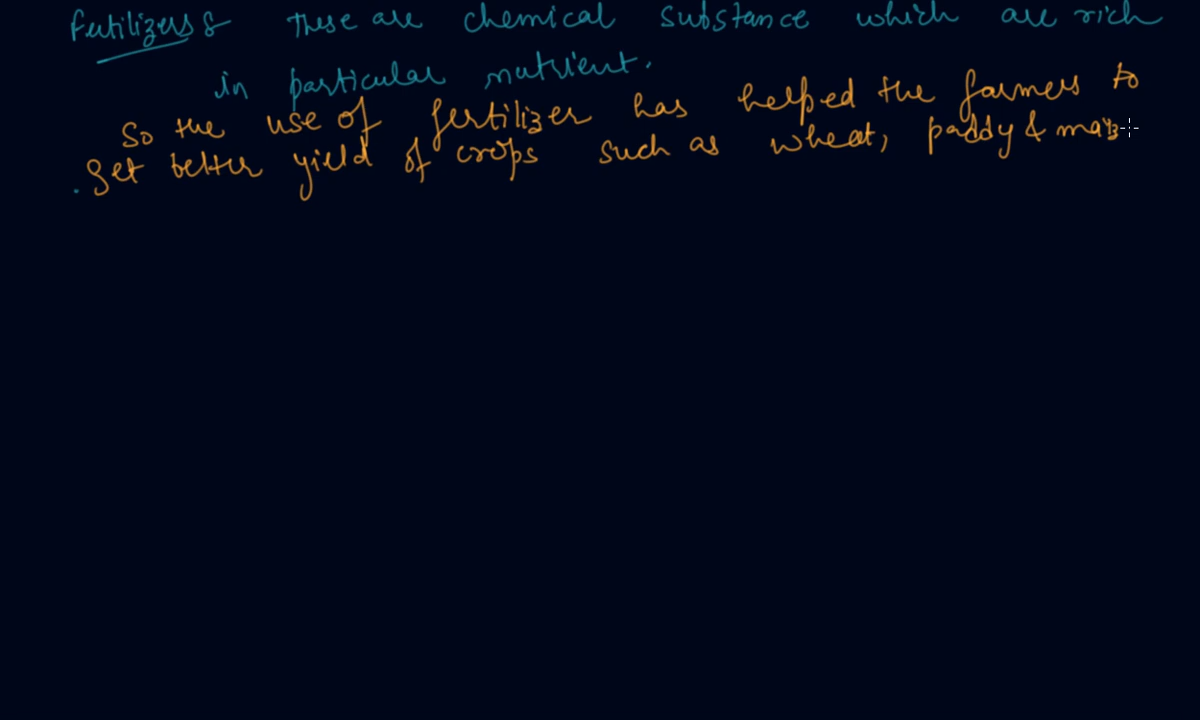 Fertilizers : These are chemical substance which are rich
in particular nutrient.
So the use of fertilizer has helped the farmers to
get better yield of crops such as wheat, paddy & maiz